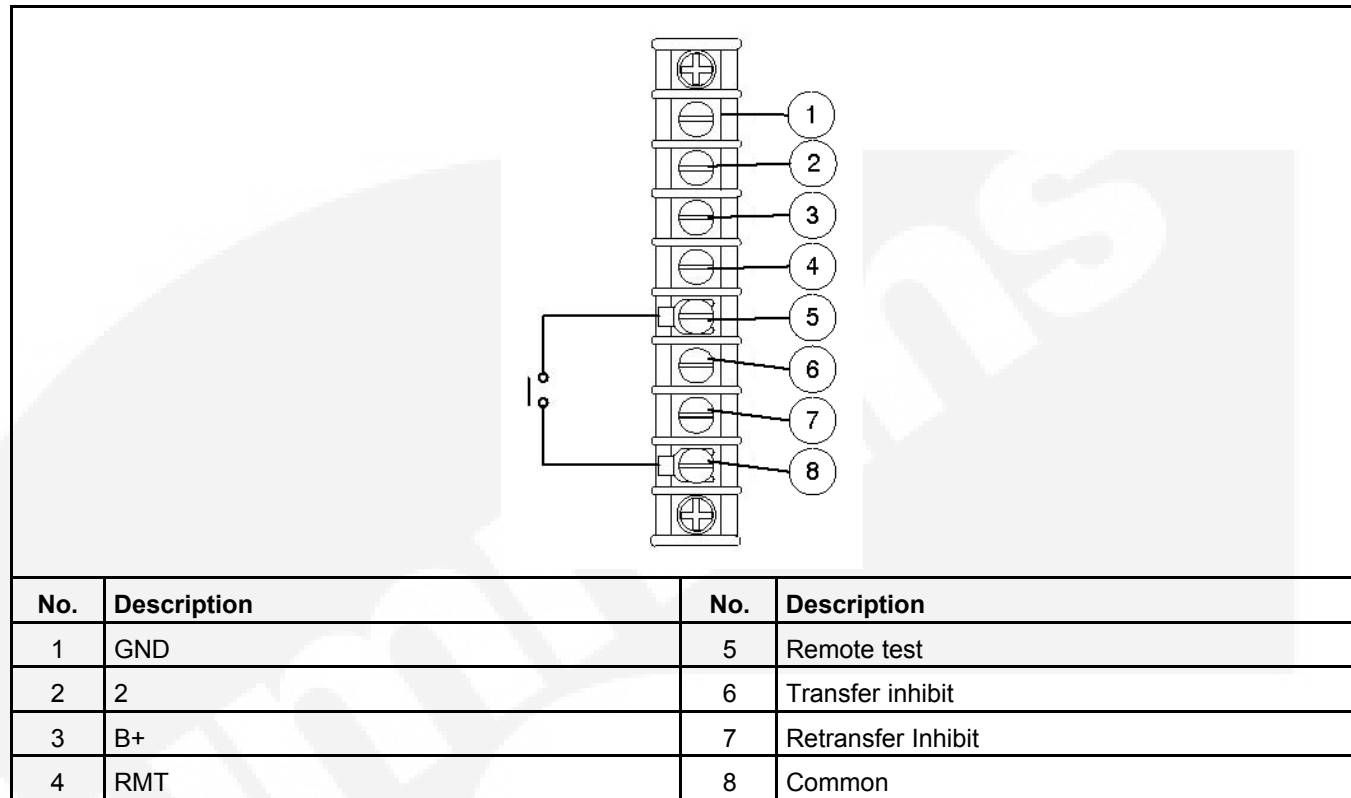 1
2
3
4
5
6
7
8
No. Description No. Description
1 GND 5 Remote test
2 2 6 Transfer inhibit
3 B+ 7 Retransfer Inhibit
4 RMT 8 Common